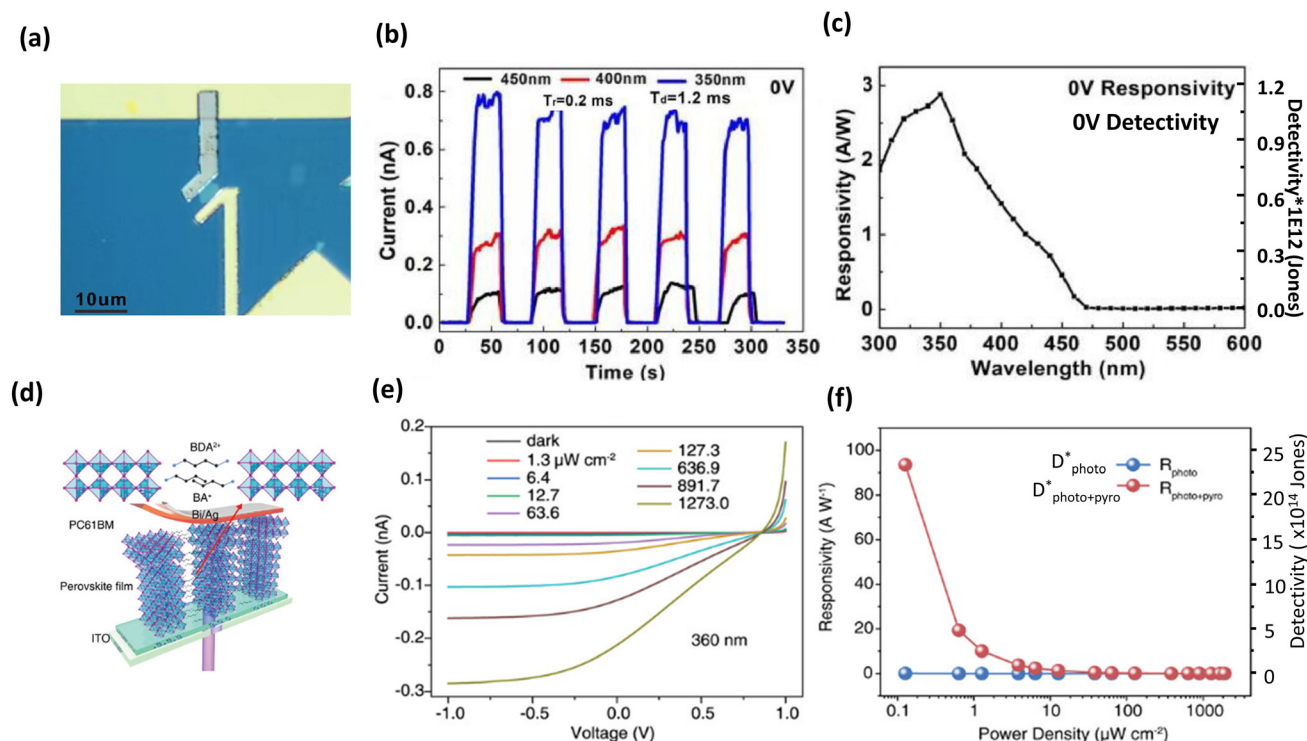 (a)
10um
(b)
450nm 400nm 350nm
Tr=0.2 ms Td=1.2 ms 0V
Current (nA)
0.8
0.6
0.4
0.2
0.0
0 50 100 150 200 250 300 350
Time (s)
(c)
0V Responsivity
0V Detectivity
Responsivity (A/W)
3
2
1
0
300 350 400 450 500 550 600
Wavelength (nm)
1.2
0.9
0.6
0.3
0.0
Detectivity*1E12 (Jones)
(d)
BDA²⁺
BA⁺
Bi/Ag
PC61BM
Perovskite film
ITO
(e)
dark
1.3 μW cm⁻²
6.4
12.7
63.6
127.3
636.9
891.7
1273.0
360 nm
Current (nA)
0.2
0.1
0.0
-0.1
-0.2
-0.3
-1.0 -0.5 0.0 0.5 1.0
Voltage (V)
(f)
D*photo Rphoto
D*photo+pyro Rphoto+pyro
Responsivity (A W⁻¹)
100
80
60
40
20
0
0.1 1 10 100 1000
Power Density (μW cm⁻²)
25
20
15
10
5
0
Detectivity (x10¹⁴ Jones)